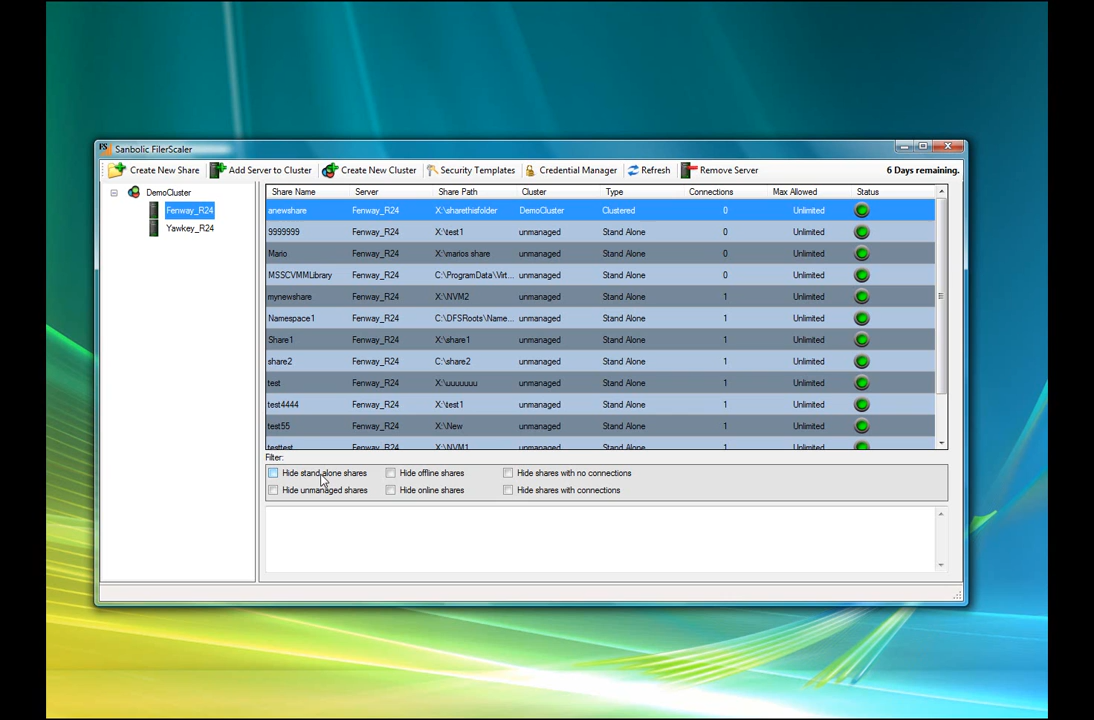 FS Sanbolic FilerScaler
Create New Share Add Server to Cluster Create New Cluster Security Templates Credential Manager Refresh Remove Server 6 Days remaining.
DemoCluster
Fenway_R24
Yawkey_R24
Share Name Server Share Path Cluster Type Connections Max Allowed Status
anewshare Fenway_R24 X:\sharethisfolder DemoCluster Clustered 0 Unlimited
9999999 Fenway_R24 X:\test1 unmanaged Stand Alone 0 Unlimited
Mario Fenway_R24 X:\marios share unmanaged Stand Alone 0 Unlimited
MSSCVMMLibrary Fenway_R24 C:\ProgramData\Virt... unmanaged Stand Alone 0 Unlimited
mynewshare Fenway_R24 X:\NVM2 unmanaged Stand Alone 1 Unlimited
Namespace1 Fenway_R24 C:\DFSRoots\Name... unmanaged Stand Alone 1 Unlimited
Share1 Fenway_R24 X:\share1 unmanaged Stand Alone 1 Unlimited
share2 Fenway_R24 C:\share2 unmanaged Stand Alone 1 Unlimited
test Fenway_R24 X:\uuuuuuu unmanaged Stand Alone 1 Unlimited
test4444 Fenway_R24 X:\test1 unmanaged Stand Alone 1 Unlimited
test55 Fenway_R24 X:\New unmanaged Stand Alone 1 Unlimited
testtest Fenway_R24 X:\NVM1 unmanaged Stand Alone 1 Unlimited
Filter:
Hide stand alone shares Hide offline shares Hide shares with no connections
Hide unmanaged shares Hide online shares Hide shares with connections